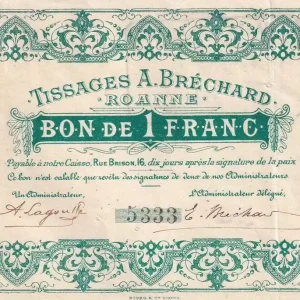 TISSAGES A. BRÉCHARD
ROANNE
BON DE 1 FRANC
Payable à notre Caisse, RUE BRISON, 16, dix jours après la signature de la paix
Ce bon n'est valable que revêtu des signatures de deux de nos Administrateurs
Un Administrateur, L'Administrateur délégué,
5333